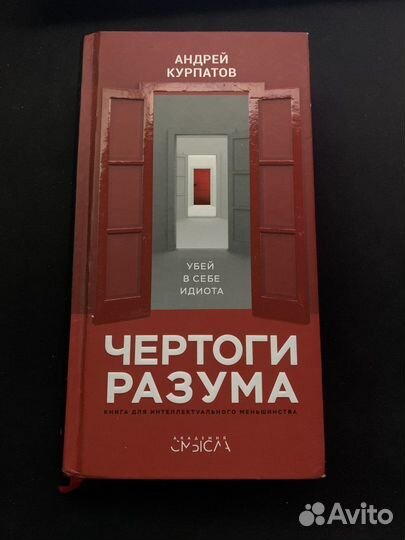 АНДРЕЙ
КУРПАТОВ
УБЕЙ
В СЕБЕ
ИДИОТА
ЧЕРТОГИ
РАЗУМА
КНИГА ДЛЯ ИНТЕЛЛЕКТУАЛЬНОГО МЕНЬШИНСТВА
АКАДЕМИЯ
СМЫСЛА
Avito